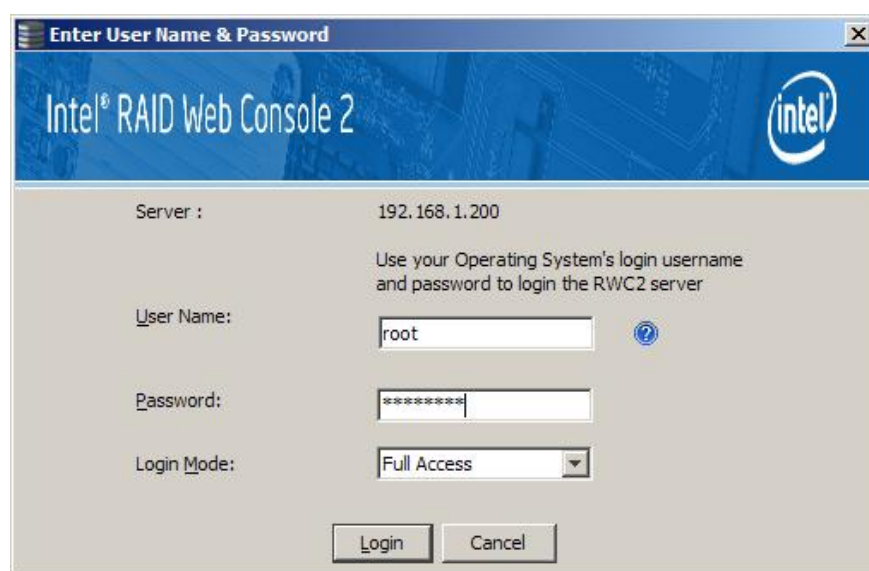 Enter User Name & Password
Intel® RAID Web Console 2
intel
Server : 192.168.1.200
Use your Operating System's login username
and password to login the RWC2 server
User Name: root
Password: ********
Login Mode: Full Access
Login Cancel